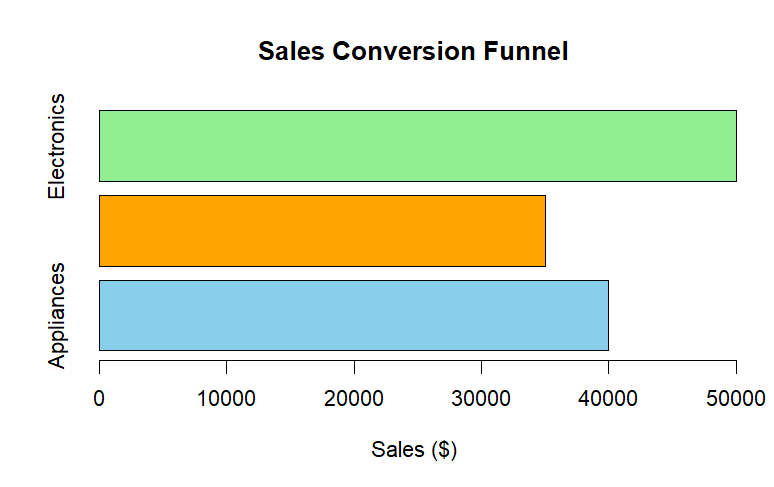 Sales Conversion Funnel
Electronics
Appliances
0 10000 20000 30000 40000 50000
Sales ($)